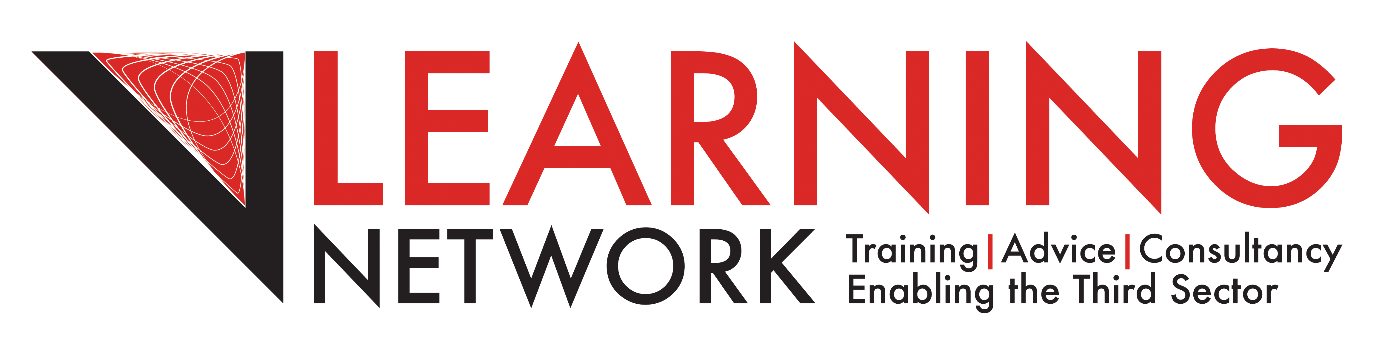 LEARNING
NETWORK
Training|Advice|Consultancy
Enabling the Third Sector